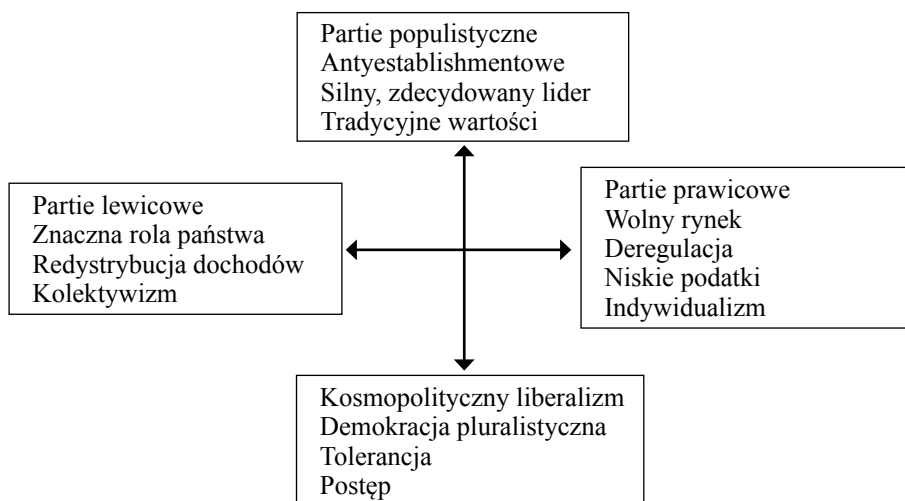 Partie populistyczne
Antyestablishmentowe
Silny, zdecydowany lider
Tradycyjne wartości
Partie lewicowe
Znaczna rola państwa
Redystrybucja dochodów
Kolektywizm
Partie prawicowe
Wolny rynek
Deregulacja
Niskie podatki
Indywidualizm
Kosmopolityczny liberalizm
Demokracja pluralistyczna
Tolerancja
Postęp